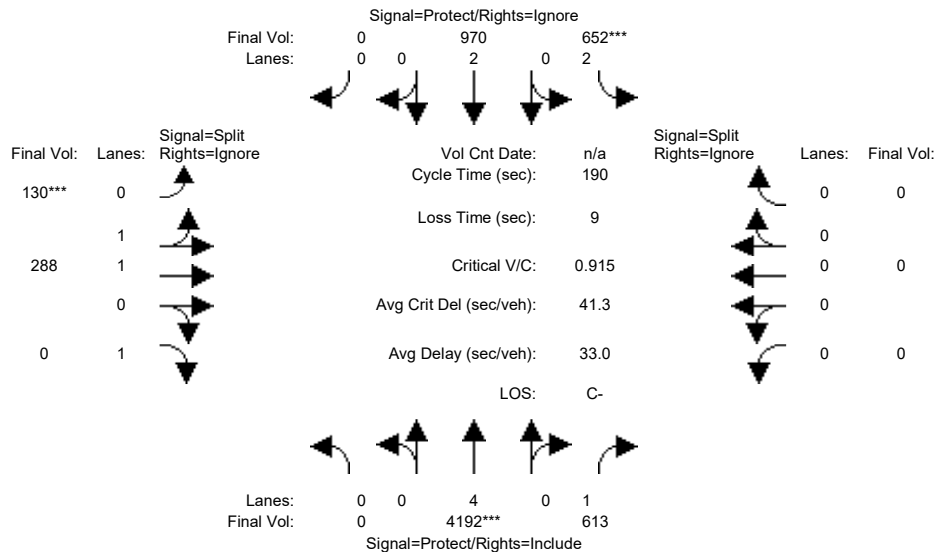 Signal=Protect/Rights=Ignore
Final Vol: 0 970 652***
Lanes: 0 0 2 0 2
Signal=Split
Final Vol: Lanes: Rights=Ignore
Vol Cnt Date: n/a
Signal=Split
Rights=Ignore Lanes: Final Vol:
Cycle Time (sec): 190
130*** 0
0 0
Loss Time (sec): 9
1
0
288 1
Critical V/C: 0.915
0 0
0
Avg Crit Del (sec/veh): 41.3
0
0 1
Avg Delay (sec/veh): 33.0
0 0
LOS: C-
Lanes: 0 0 4 0 1
Final Vol: 0 4192*** 613
Signal=Protect/Rights=Include